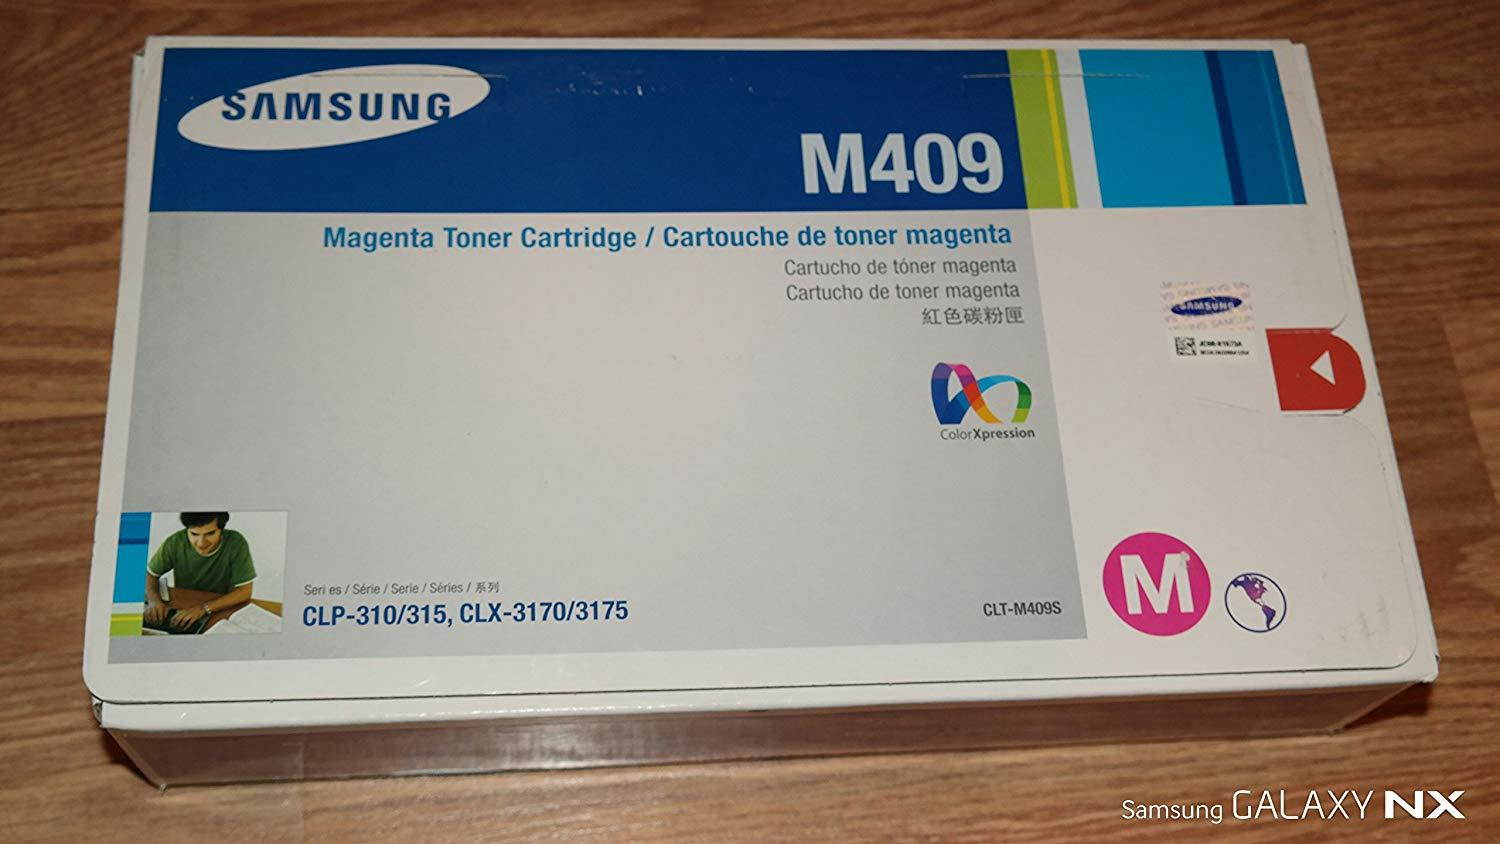 SAMSUNG
M409
Magenta Toner Cartridge / Cartouche de toner magenta
Cartucho de tóner magenta
Cartucho de toner magenta
紅色碳粉匣
SAMSUNG
ColorXpression
Seri es / Série / Serie / Séries / 系列
CLP-310/315, CLX-3170/3175
CLT-M409S
M
Samsung GALAXY NX